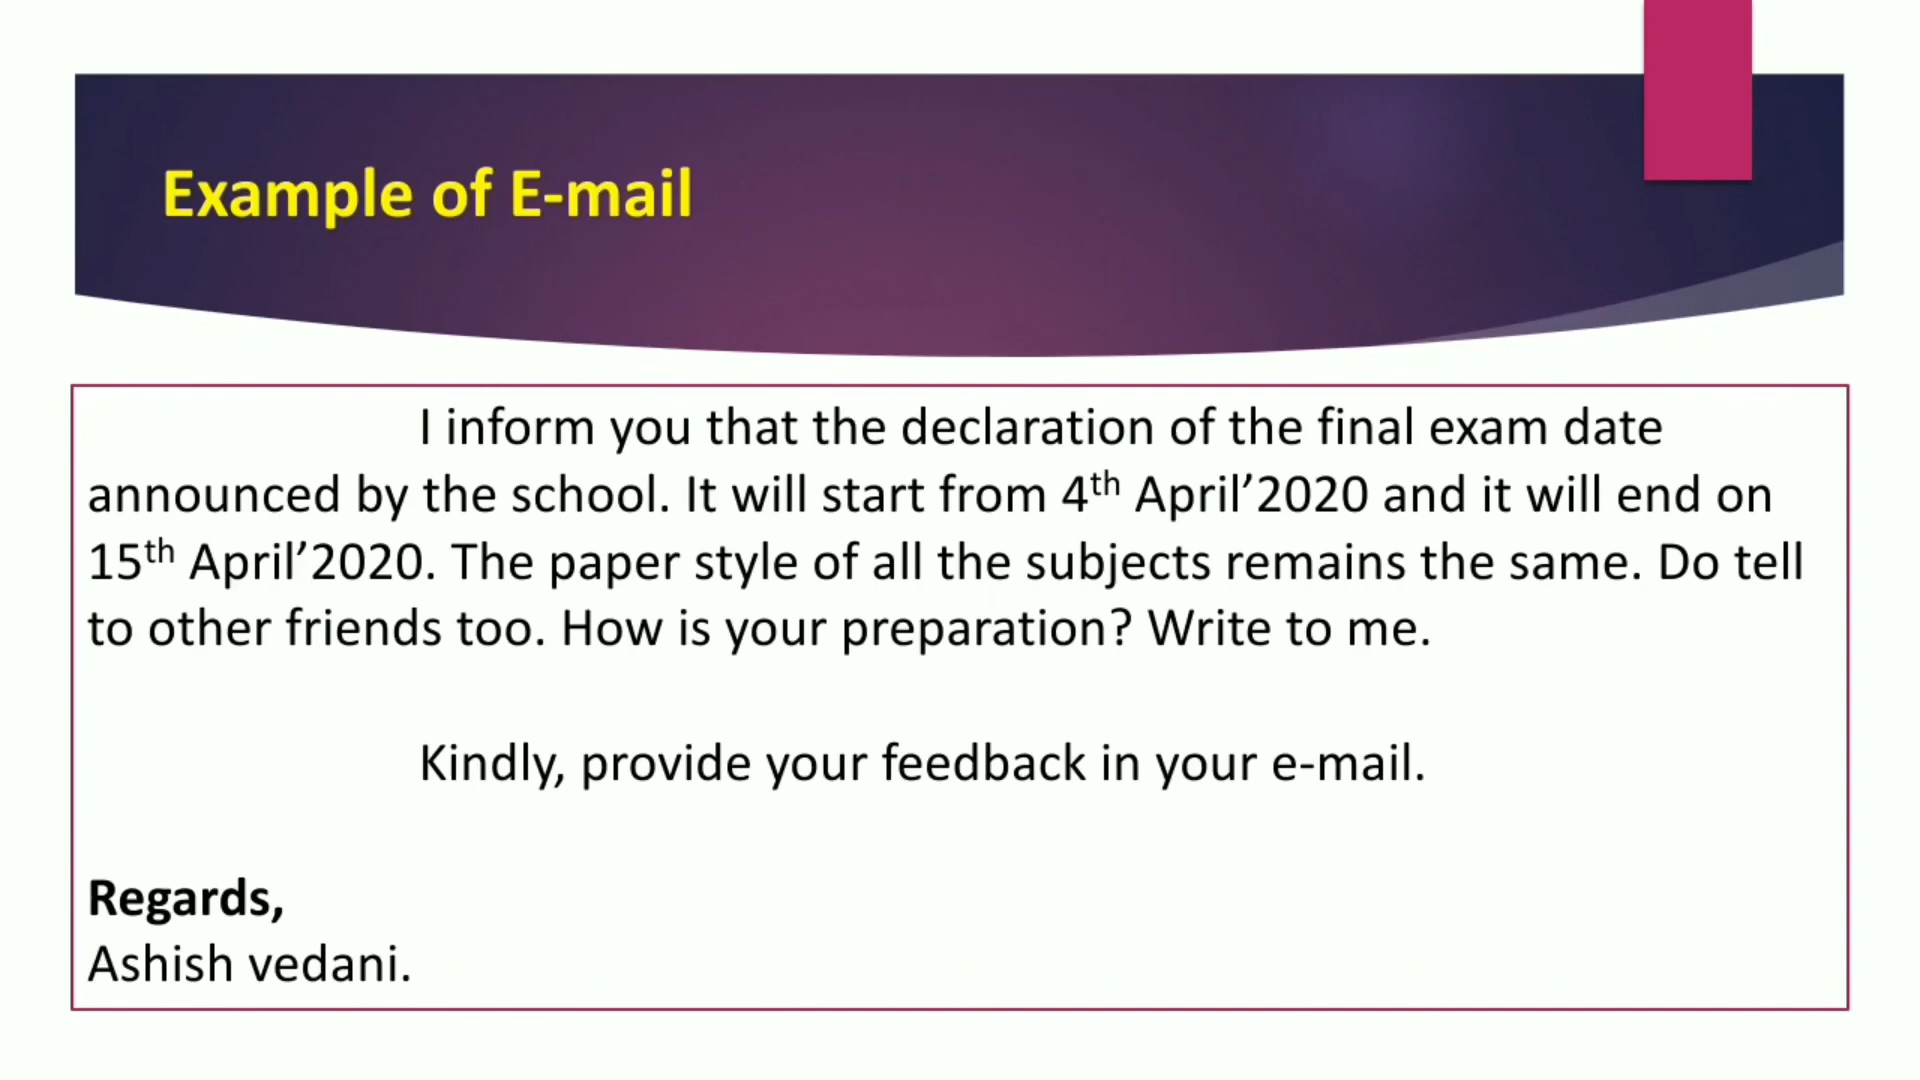 Example of E-mail
I inform you that the declaration of the final exam date
announced by the school. It will start from 4th April’2020 and it will end on
15th April’2020. The paper style of all the subjects remains the same. Do tell
to other friends too. How is your preparation? Write to me.
Kindly, provide your feedback in your e-mail.
Regards,
Ashish vedani.